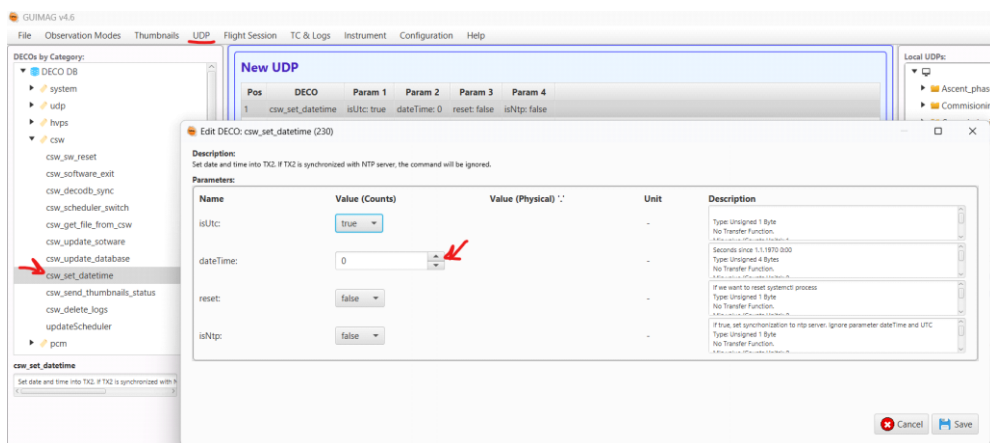 GUIMAG v4.6
File Observation Modes Thumbnails UDP Flight Session TC & Logs Instrument Configuration Help
DECOs by Category:
DECO DB
system
udp
hvps
csw
csw_sw_reset
csw_software_exit
csw_decodb_sync
csw_scheduler_switch
csw_get_file_from_csw
csw_update_sotware
csw_update_database
csw_set_datetime
csw_send_thumbnails_status
csw_delete_logs
updateScheduler
pcm
csw_set_datetime
Set date and time into TX2. If TX2 is synchronized with N
New UDP
Pos DECO Param 1 Param 2 Param 3 Param 4
1 csw_set_datetime isUtc: true dateTime: 0 reset: false isNtp: false
Local UDPs:
Ascent_phas
Commisionin
Edit DECO: csw_set_datetime (230)
Description:
Set date and time into TX2. If TX2 is synchronized with NTP server, the command will be ignored.
Parameters:
Name Value (Counts) Value (Physical) '.' Unit Description
isUtc: true - Type: Unsigned 1 Byte
No Transfer Function.
dateTime: 0 - Seconds since 1.1.1970 0:00
Type: Unsigned 4 Bytes
No Transfer Function.
reset: false - If we want to reset systemctl process
Type: Unsigned 1 Byte
No Transfer Function.
isNtp: false - If true, set syncrhonization to ntp server. Ignore parameter dateTime and UTC
Type: Unsigned 1 Byte
No Transfer Function.
Cancel Save